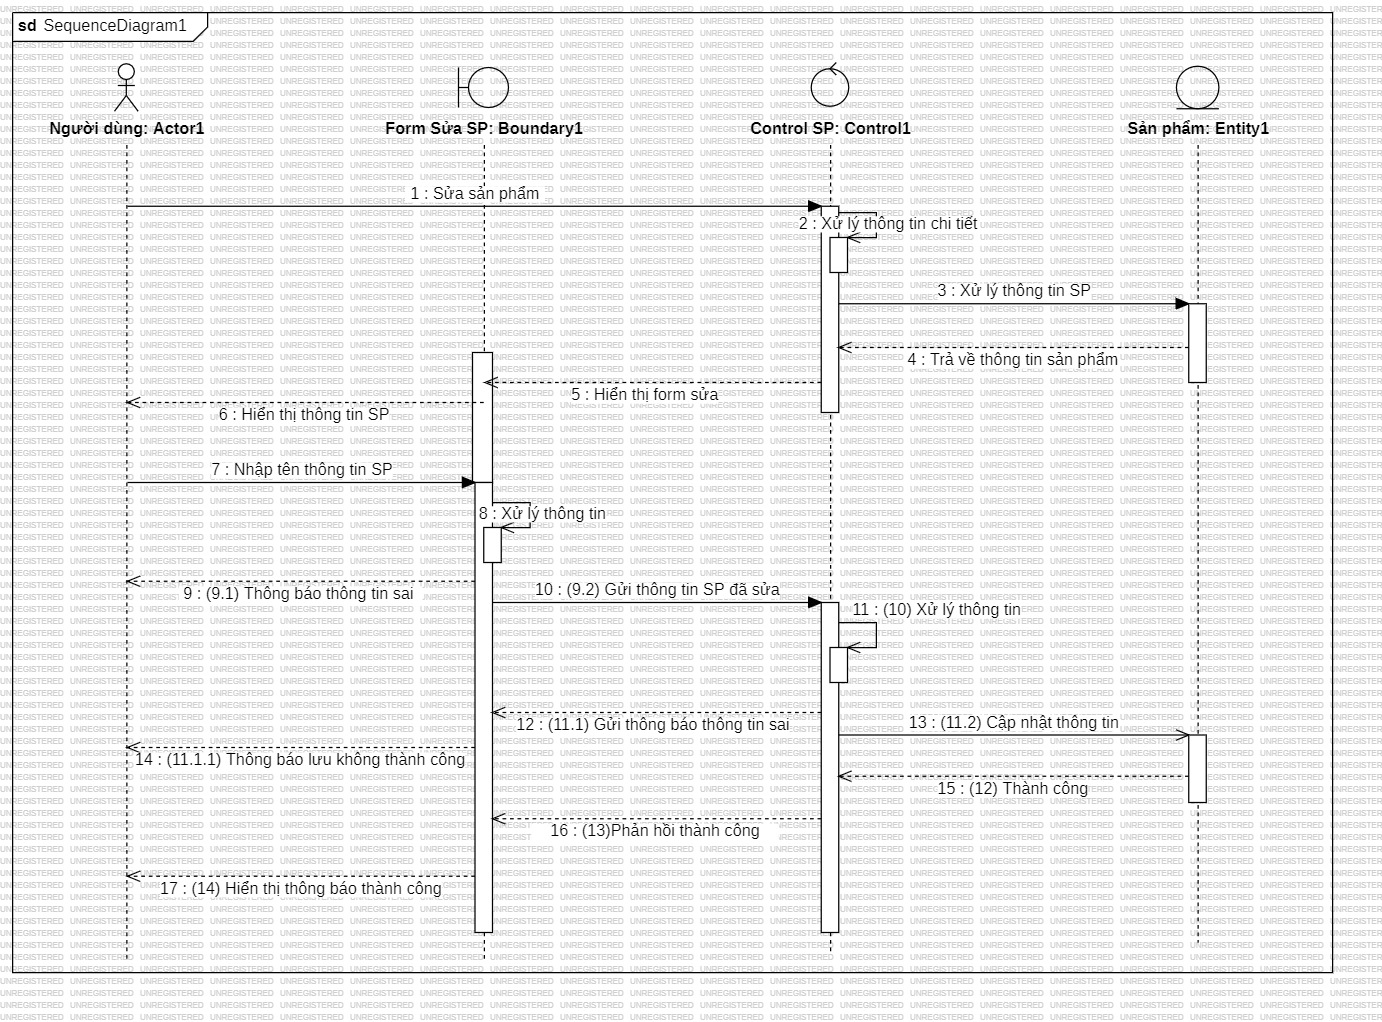 sd SequenceDiagram1
Người dùng: Actor1
Form Sửa SP: Boundary1
Control SP: Control1
Sản phẩm: Entity1
1 : Sửa sản phẩm
2 : Xử lý thông tin chi tiết
3 : Xử lý thông tin SP
4 : Trả về thông tin sản phẩm
5 : Hiển thị form sửa
6 : Hiển thị thông tin SP
7 : Nhập tên thông tin SP
8 : Xử lý thông tin
9 : (9.1) Thông báo thông tin sai
10 : (9.2) Gửi thông tin SP đã sửa
11 : (10) Xử lý thông tin
12 : (11.1) Gửi thông báo thông tin sai
13 : (11.2) Cập nhật thông tin
14 : (11.1.1) Thông báo lưu không thành công
15 : (12) Thành công
16 : (13)Phản hồi thành công
17 : (14) Hiển thị thông báo thành công
UNREGISTERED